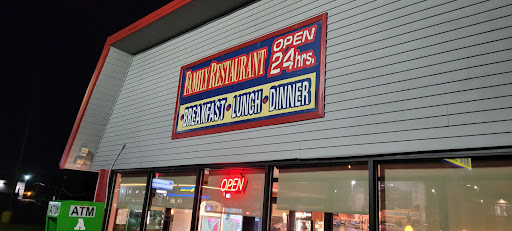 FAMILY RESTAURANT
OPEN
24 hrs.
BREAKFAST • LUNCH • DINNER
OPEN
ATM
A